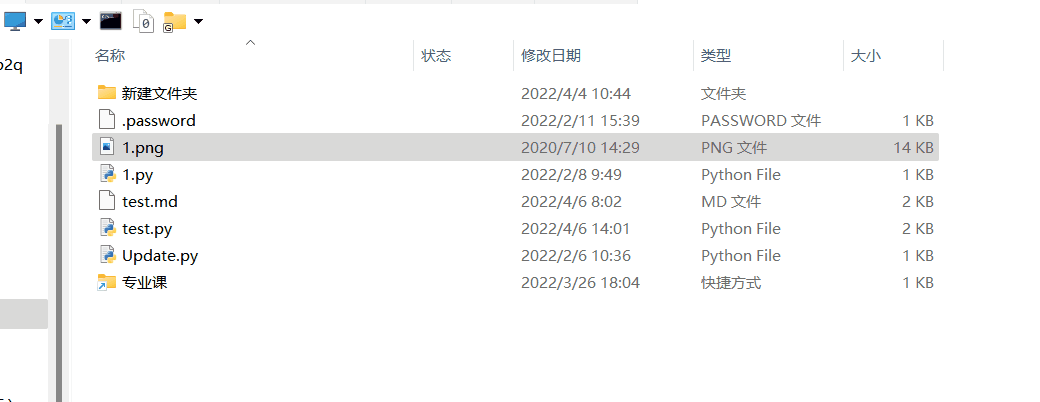 名称 状态 修改日期 类型 大小
新建文件夹 2022/4/4 10:44 文件夹
.password 2022/2/11 15:39 PASSWORD 文件 1 KB
1.png 2020/7/10 14:29 PNG 文件 14 KB
1.py 2022/2/8 9:49 Python File 1 KB
test.md 2022/4/6 8:02 MD 文件 2 KB
test.py 2022/4/6 14:01 Python File 2 KB
Update.py 2022/2/6 10:36 Python File 1 KB
专业课 2022/3/26 18:04 快捷方式 1 KB